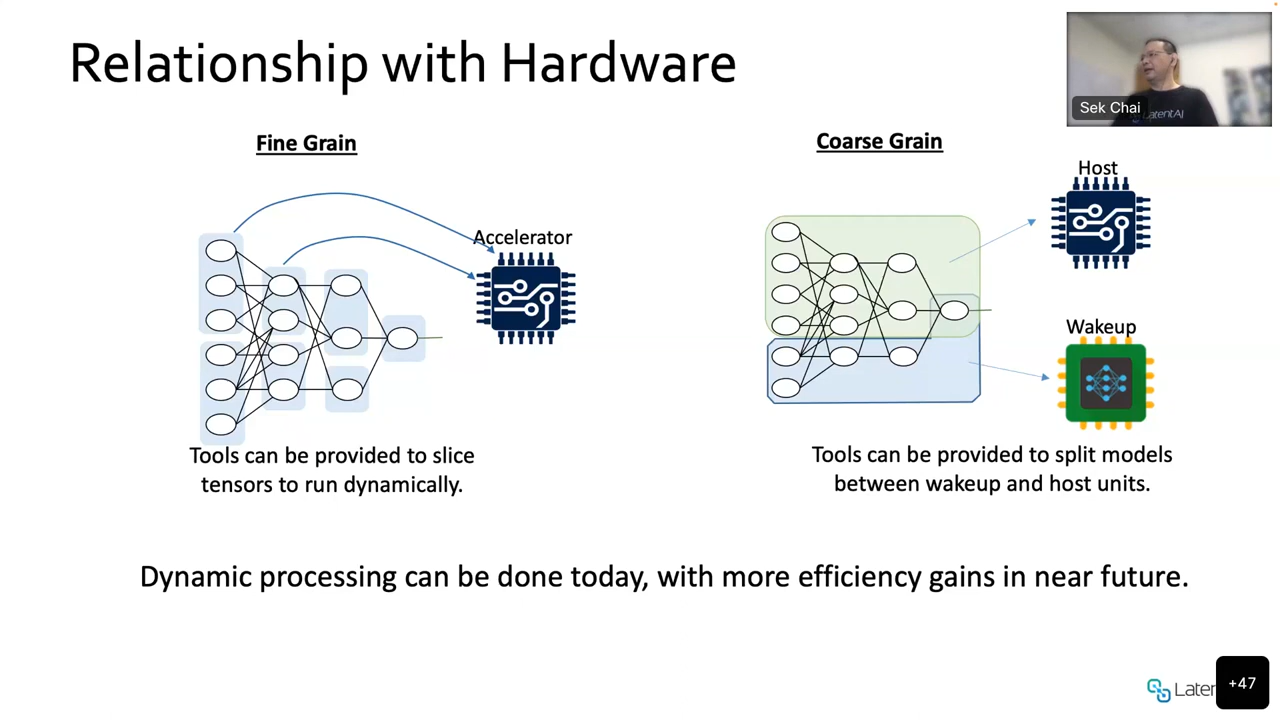 Relationship with Hardware
Sek Chai
LatentAI
Fine Grain
Coarse Grain
Host
Accelerator
Wakeup
Tools can be provided to slice
tensors to run dynamically.
Tools can be provided to split models
between wakeup and host units.
Dynamic processing can be done today, with more efficiency gains in near future.
Laten
+47